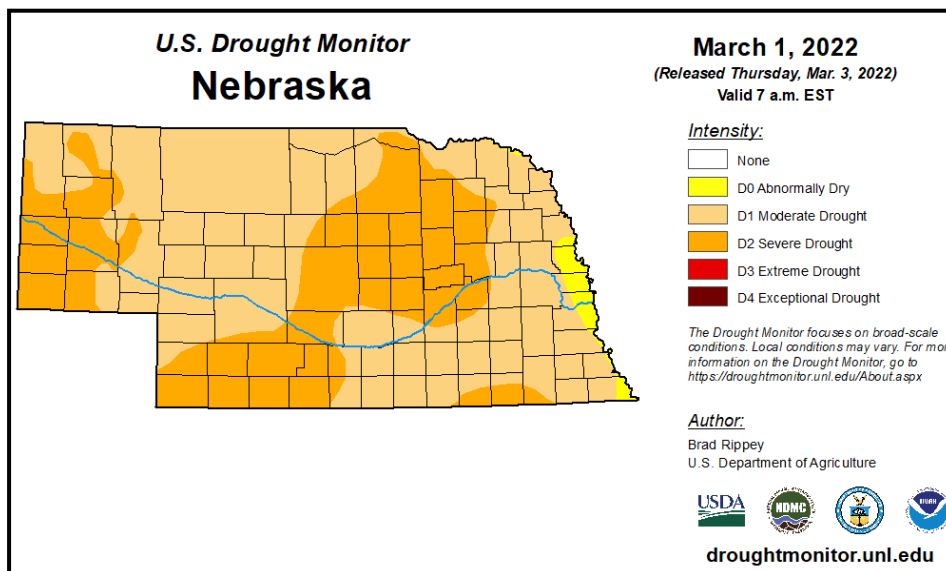 U.S. Drought Monitor
Nebraska
March 1, 2022
(Released Thursday, Mar. 3, 2022)
Valid 7 a.m. EST
Intensity:
None
D0 Abnormally Dry
D1 Moderate Drought
D2 Severe Drought
D3 Extreme Drought
D4 Exceptional Drought
The Drought Monitor focuses on broad-scale
conditions. Local conditions may vary. For more
information on the Drought Monitor, go to
https://droughtmonitor.unl.edu/About.aspx
Author:
Brad Rippey
U.S. Department of Agriculture
USDA
NDMC
NOAA
droughtmonitor.unl.edu